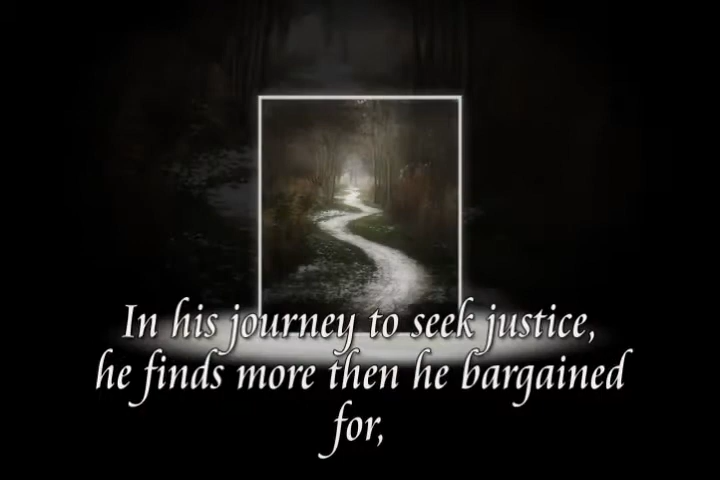 In his journey to seek justice,
he finds more then he bargained
for,